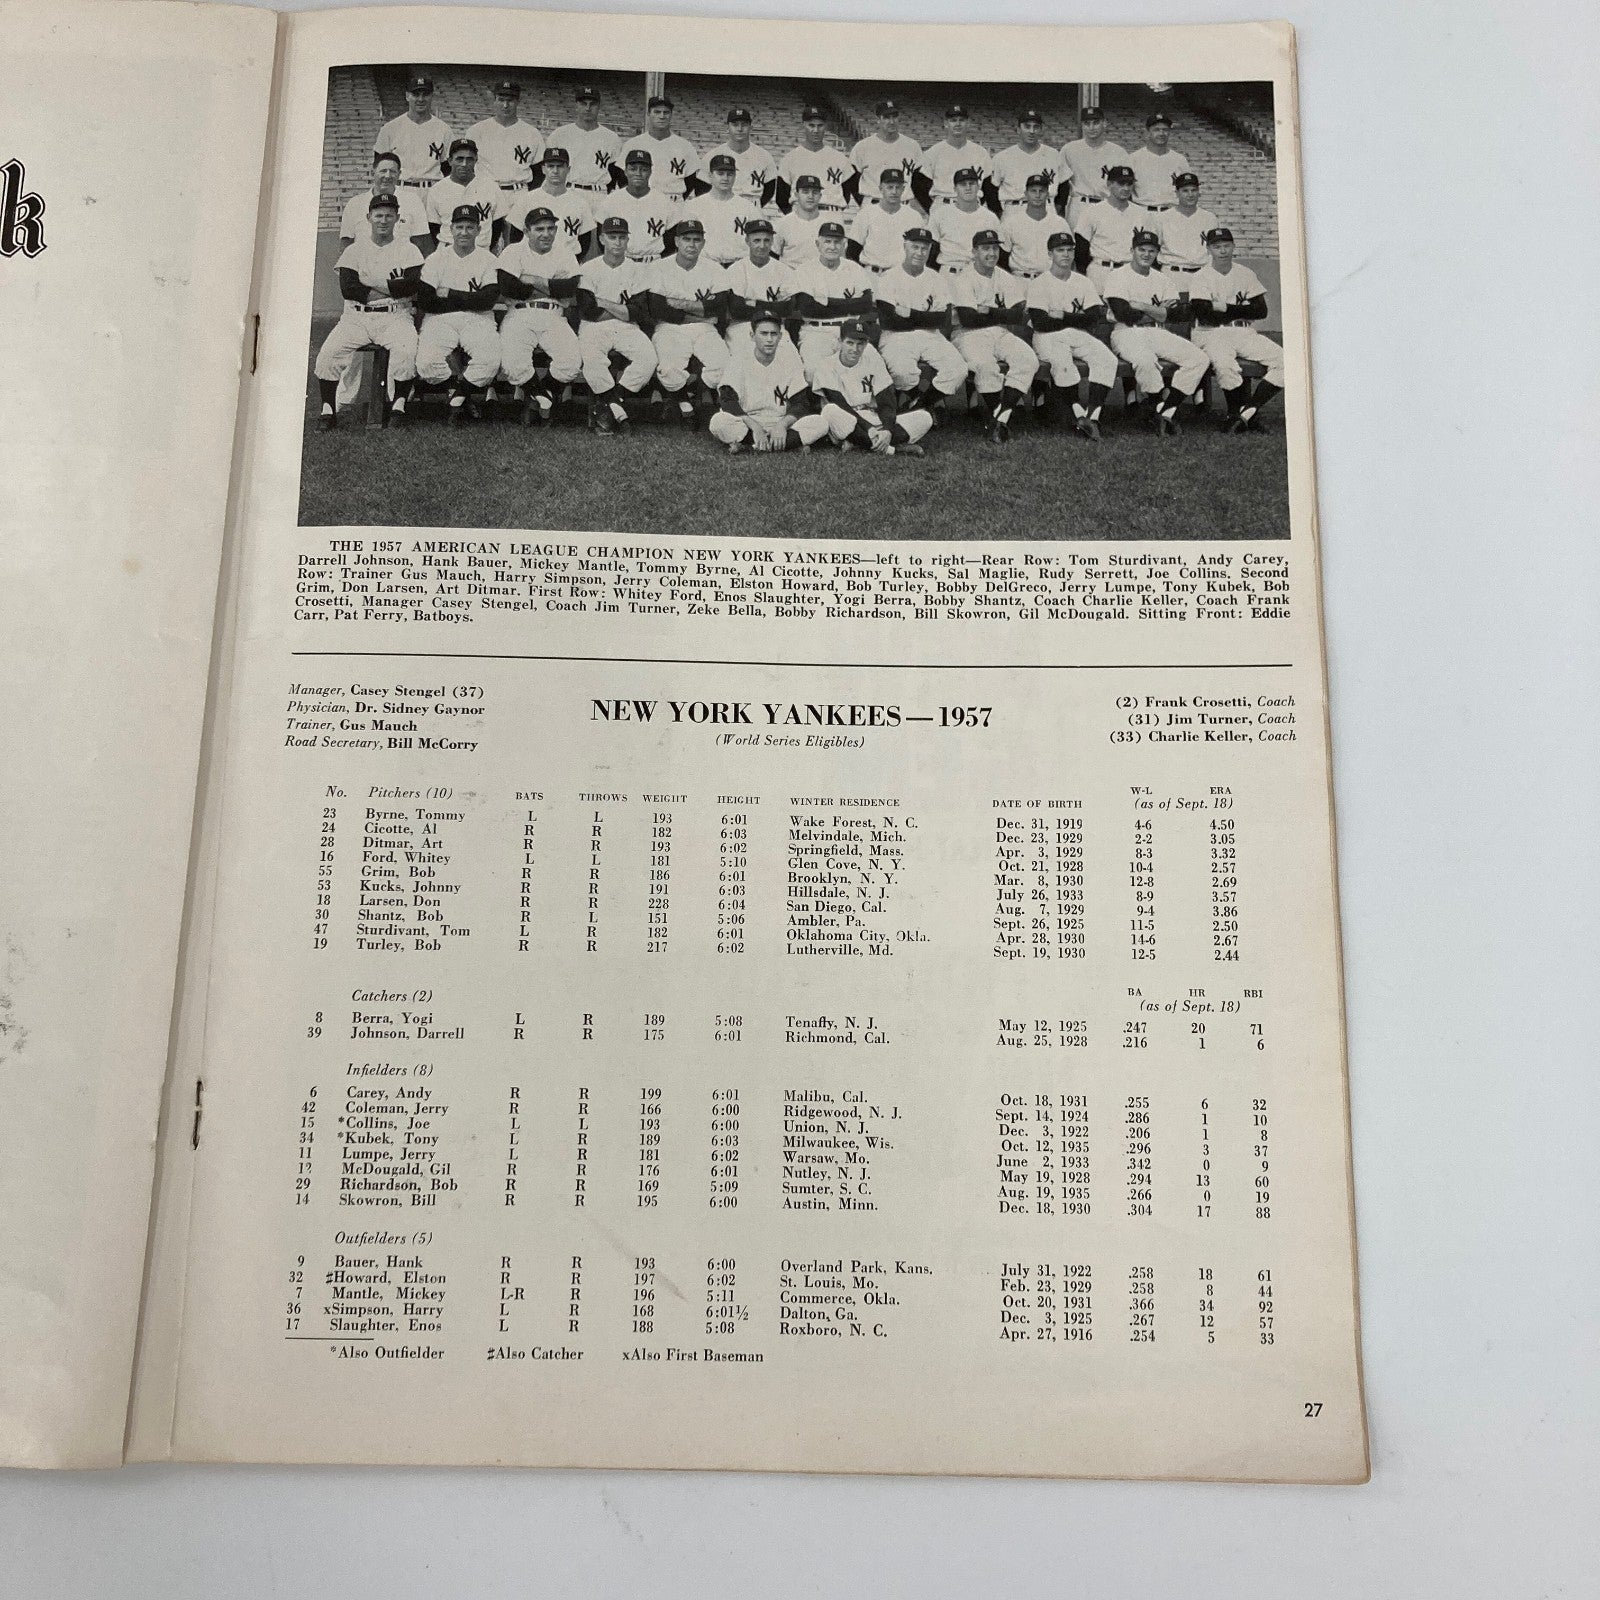 k
THE 1957 AMERICAN LEAGUE CHAMPION NEW YORK YANKEES—left to right—Rear Row: Tom Sturdivant, Andy Carey,
Darrell Johnson, Hank Bauer, Mickey Mantle, Tommy Byrne, Al Cicotte, Johnny Kucks, Sal Maglie, Rudy Serrett, Joe Collins. Second
Row: Trainer Gus Mauch, Harry Simpson, Jerry Coleman, Elston Howard, Bob Turley, Bobby DelGreco, Jerry Lumpe, Tony Kubek, Bob
Grim, Don Larsen, Art Ditmar. First Row: Whitey Ford, Enos Slaughter, Yogi Berra, Bobby Shantz, Coach Charlie Keller, Coach Frank
Crosetti, Manager Casey Stengel, Coach Jim Turner, Zeke Bella, Bobby Richardson, Bill Skowron, Gil McDougald. Sitting Front: Eddie
Carr, Pat Ferry, Batboys.
Manager, Casey Stengel (37)
Physician, Dr. Sidney Gaynor
Trainer, Gus Mauch
Road Secretary, Bill McCorry
NEW YORK YANKEES—1957
(World Series Eligibles)
(2) Frank Crosetti, Coach
(31) Jim Turner, Coach
(33) Charlie Keller, Coach
No. Pitchers (10) BATS THROWS WEIGHT HEIGHT WINTER RESIDENCE DATE OF BIRTH W-L ERA
(as of Sept. 18)
23 Byrne, Tommy L L 193 6:01 Wake Forest, N. C. Dec. 31, 1919 4-6 4.50
24 Cicotte, Al R R 182 6:03 Melvindale, Mich. Dec. 23, 1929 2-2 3.05
28 Ditmar, Art R R 193 6:02 Springfield, Mass. Apr. 3, 1929 8-3 3.32
16 Ford, Whitey L L 181 5:10 Glen Cove, N. Y. Oct. 21, 1928 10-4 2.57
55 Grim, Bob R R 186 6:01 Brooklyn, N. Y. Mar. 8, 1930 12-8 2.69
53 Kucks, Johnny R R 191 6:03 Hillsdale, N. J. July 26, 1933 8-9 3.57
18 Larsen, Don R R 228 6:04 San Diego, Cal. Aug. 7, 1929 9-4 3.86
30 Shantz, Bob R L 151 5:06 Ambler, Pa. Sept. 26, 1925 11-5 2.50
47 Sturdivant, Tom L R 182 6:01 Oklahoma City, Okla. Apr. 28, 1930 14-6 2.67
19 Turley, Bob R R 217 6:02 Lutherville, Md. Sept. 19, 1930 12-5 2.44
Catchers (2) BA HR RBI
(as of Sept. 18)
8 Berra, Yogi L R 189 5:08 Tenafly, N. J. May 12, 1925 .247 20 71
39 Johnson, Darrell R R 175 6:01 Richmond, Cal. Aug. 25, 1928 .216 1 6
Infielders (8)
6 Carey, Andy R R 199 6:01 Malibu, Cal. Oct. 18, 1931 .255 6 32
42 Coleman, Jerry R R 166 6:00 Ridgewood, N. J. Sept. 14, 1924 .286 1 10
15 *Collins, Joe L L 193 6:00 Union, N. J. Dec. 3, 1922 .206 1 8
34 *Kubek, Tony L R 189 6:03 Milwaukee, Wis. Oct. 12, 1935 .296 3 37
11 Lumpe, Jerry L R 181 6:02 Warsaw, Mo. June 2, 1933 .342 0 9
12 McDougald, Gil R R 176 6:01 Nutley, N. J. May 19, 1928 .294 13 60
29 Richardson, Bob R R 169 5:09 Sumter, S. C. Aug. 19, 1935 .266 0 19
14 Skowron, Bill R R 195 6:00 Austin, Minn. Dec. 18, 1930 .304 17 88
Outfielders (5)
9 Bauer, Hank R R 193 6:00 Overland Park, Kans. July 31, 1922 .258 18 61
32 ♯Howard, Elston R R 197 6:02 St. Louis, Mo. Feb. 23, 1929 .258 8 44
7 Mantle, Mickey L-R R 196 5:11 Commerce, Okla. Oct. 20, 1931 .366 34 92
36 xSimpson, Harry L R 168 6:01½ Dalton, Ga. Dec. 3, 1925 .267 12 57
17 Slaughter, Enos L R 188 5:08 Roxboro, N. C. Apr. 27, 1916 .254 5 33
*Also Outfielder ♯Also Catcher xAlso First Baseman
27